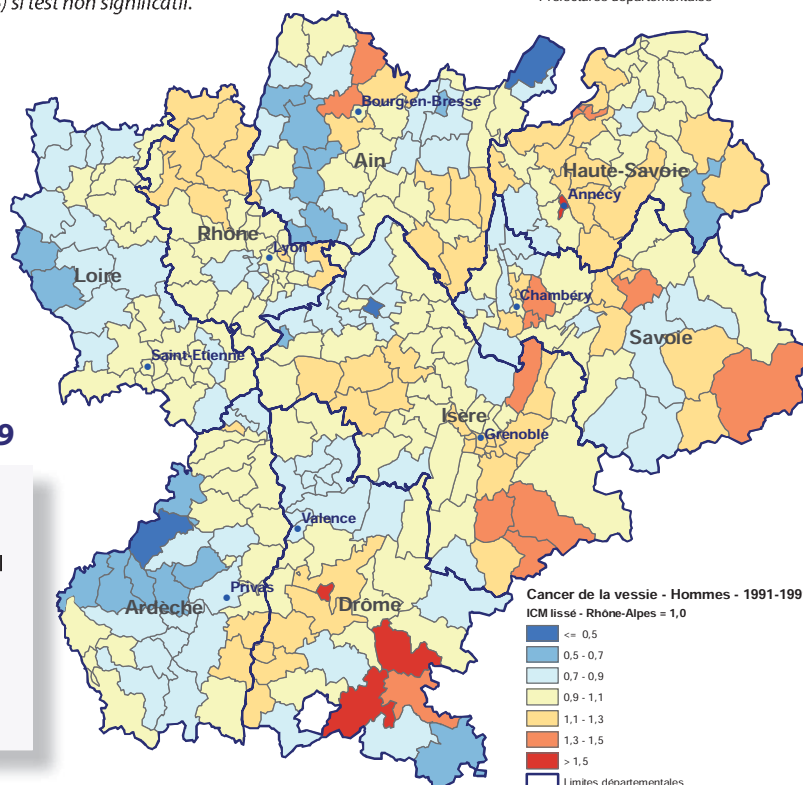 si test non significatif.
Bourg-en-Bresse
Ain
Haute-Savoie
Annecy
Rhône
Lyon
Loire
Chambéry
Savoie
Saint-Etienne
Isère
Grenoble
9
Valence
Privas
Ardèche
Drôme
Cancer de la vessie - Hommes - 1991-199
ICM lissé - Rhône-Alpes = 1,0
<= 0,5
0,5 - 0,7
0,7 - 0,9
0,9 - 1,1
1,1 - 1,3
1,3 - 1,5
> 1,5
Limites départementales